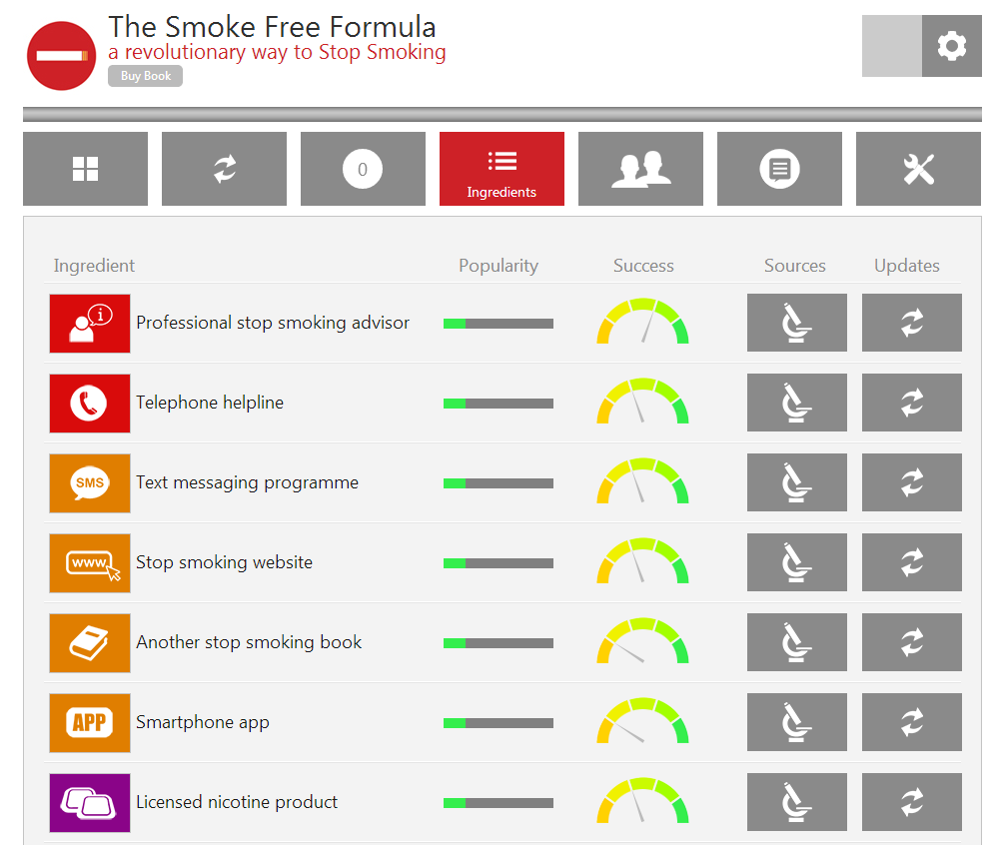 The Smoke Free Formula
a revolutionary way to Stop Smoking
Buy Book
0
Ingredients
Ingredient Popularity Success Sources Updates
i
Professional stop smoking advisor
Telephone helpline
SMS
Text messaging programme
www
Stop smoking website
Another stop smoking book
APP
Smartphone app
Licensed nicotine product